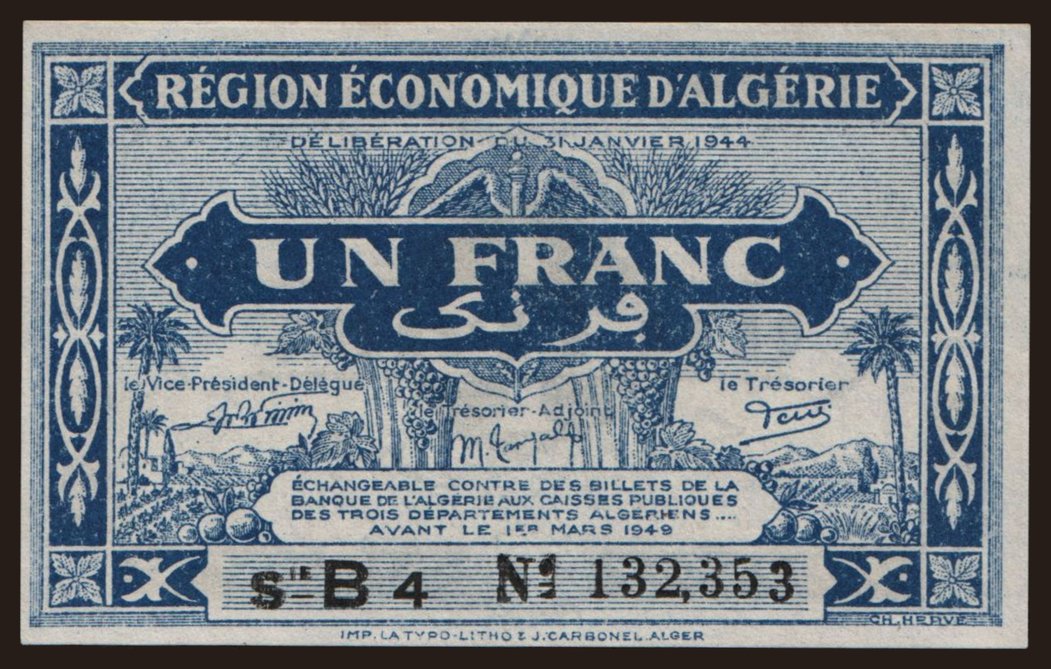 RÉGION ÉCONOMIQUE D'ALGÉRIE
DÉLIBÉRATION DU 31 JANVIER 1944
UN FRANC
فرنكى
le Vice-Président-Délégué
le Trésorier
le Trésorier-Adjoint
ÉCHANGEABLE CONTRE DES BILLETS DE LA
BANQUE DE L'ALGÉRIE AUX CAISSES PUBLIQUES
DES TROIS DÉPARTEMENTS ALGÉRIENS....
AVANT LE 1ER MARS 1949
Sie B 4 No 132,353
CH. HERVÉ
IMP. LA TYPO-LITHO & J. CARBONEL. ALGER